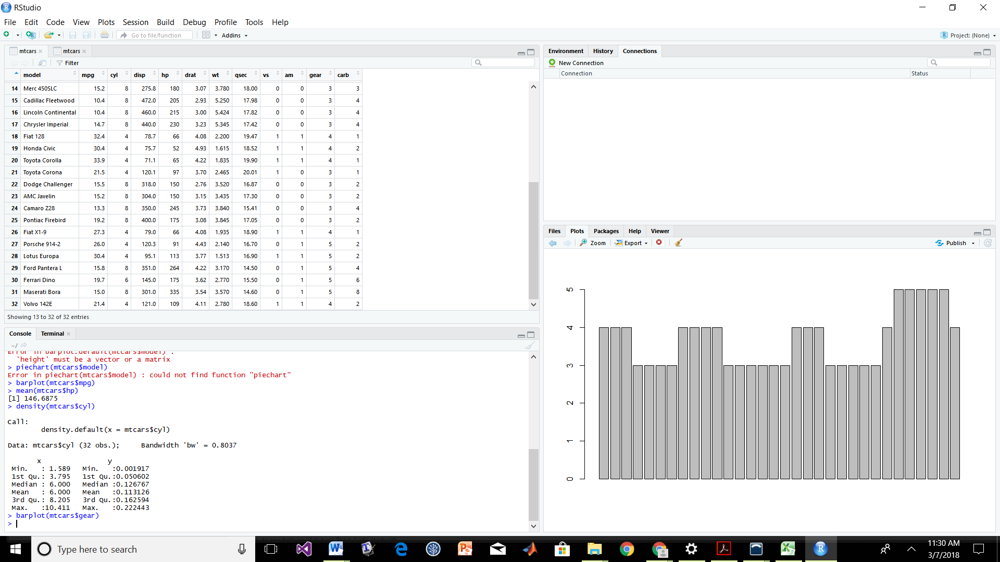 RStudio
File Edit Code View Plots Session Build Debug Profile Tools Help
Go to file/function Addins Project: (None)
mtcars mtcars
Filter
model mpg cyl disp hp drat wt qsec vs am gear carb
14 Merc 450SLC 15.2 8 275.8 180 3.07 3.780 18.00 0 0 3 3
15 Cadillac Fleetwood 10.4 8 472.0 205 2.93 5.250 17.98 0 0 3 4
16 Lincoln Continental 10.4 8 460.0 215 3.00 5.424 17.82 0 0 3 4
17 Chrysler Imperial 14.7 8 440.0 230 3.23 5.345 17.42 0 0 3 4
18 Fiat 128 32.4 4 78.7 66 4.08 2.200 19.47 1 1 4 1
19 Honda Civic 30.4 4 75.7 52 4.93 1.615 18.52 1 1 4 2
20 Toyota Corolla 33.9 4 71.1 65 4.22 1.835 19.90 1 1 4 1
21 Toyota Corona 21.5 4 120.1 97 3.70 2.465 20.01 1 0 3 1
22 Dodge Challenger 15.5 8 318.0 150 2.76 3.520 16.87 0 0 3 2
23 AMC Javelin 15.2 8 304.0 150 3.15 3.435 17.30 0 0 3 2
24 Camaro Z28 13.3 8 350.0 245 3.73 3.840 15.41 0 0 3 4
25 Pontiac Firebird 19.2 8 400.0 175 3.08 3.845 17.05 0 0 3 2
26 Fiat X1-9 27.3 4 79.0 66 4.08 1.935 18.90 1 1 4 1
27 Porsche 914-2 26.0 4 120.3 91 4.43 2.140 16.70 0 1 5 2
28 Lotus Europa 30.4 4 95.1 113 3.77 1.513 16.90 1 1 5 2
29 Ford Pantera L 15.8 8 351.0 264 4.22 3.170 14.50 0 1 5 4
30 Ferrari Dino 19.7 6 145.0 175 3.62 2.770 15.50 0 1 5 6
31 Maserati Bora 15.0 8 301.0 335 3.54 3.570 14.60 0 1 5 8
32 Volvo 142E 21.4 4 121.0 109 4.11 2.780 18.60 1 1 4 2
Showing 13 to 32 of 32 entries
Console Terminal
~/
Error in barplot.default(mtcars$model) :
'height' must be a vector or a matrix
> piechart(mtcars$model)
Error in piechart(mtcars$model) : could not find function "piechart"
> barplot(mtcars$mpg)
> mean(mtcars$hp)
[1] 146.6875
> density(mtcars$cyl)
Call:
density.default(x = mtcars$cyl)
Data: mtcars$cyl (32 obs.); Bandwidth 'bw' = 0.8037
x y
Min. : 1.589 Min. :0.001917
1st Qu.: 3.795 1st Qu.:0.050602
Median : 6.000 Median :0.126767
Mean : 6.000 Mean :0.113126
3rd Qu.: 8.205 3rd Qu.:0.162594
Max. :10.411 Max. :0.222443
> barplot(mtcars$gear)
>
Environment History Connections
New Connection
Connection Status
Files Plots Packages Help Viewer
Zoom Export Publish
5
4
3
2
1
0
Type here to search
11:30 AM
3/7/2018